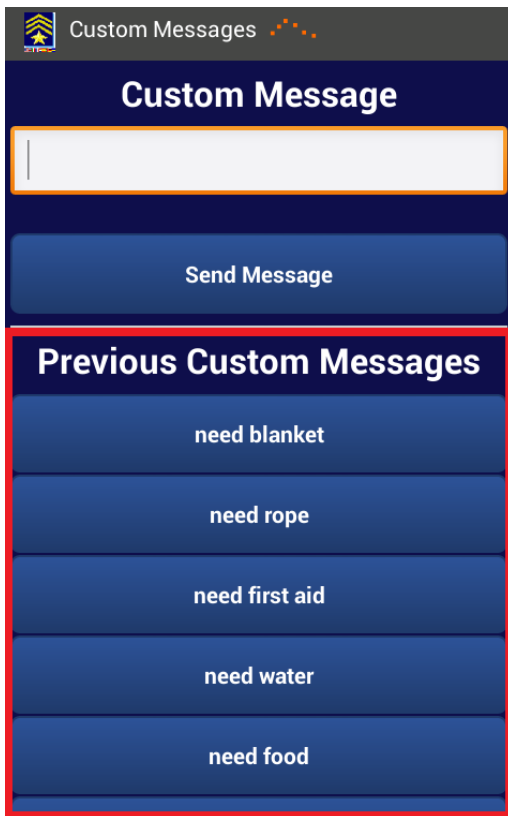 Custom Messages
Custom Message
Send Message
Previous Custom Messages
need blanket
need rope
need first aid
need water
need food